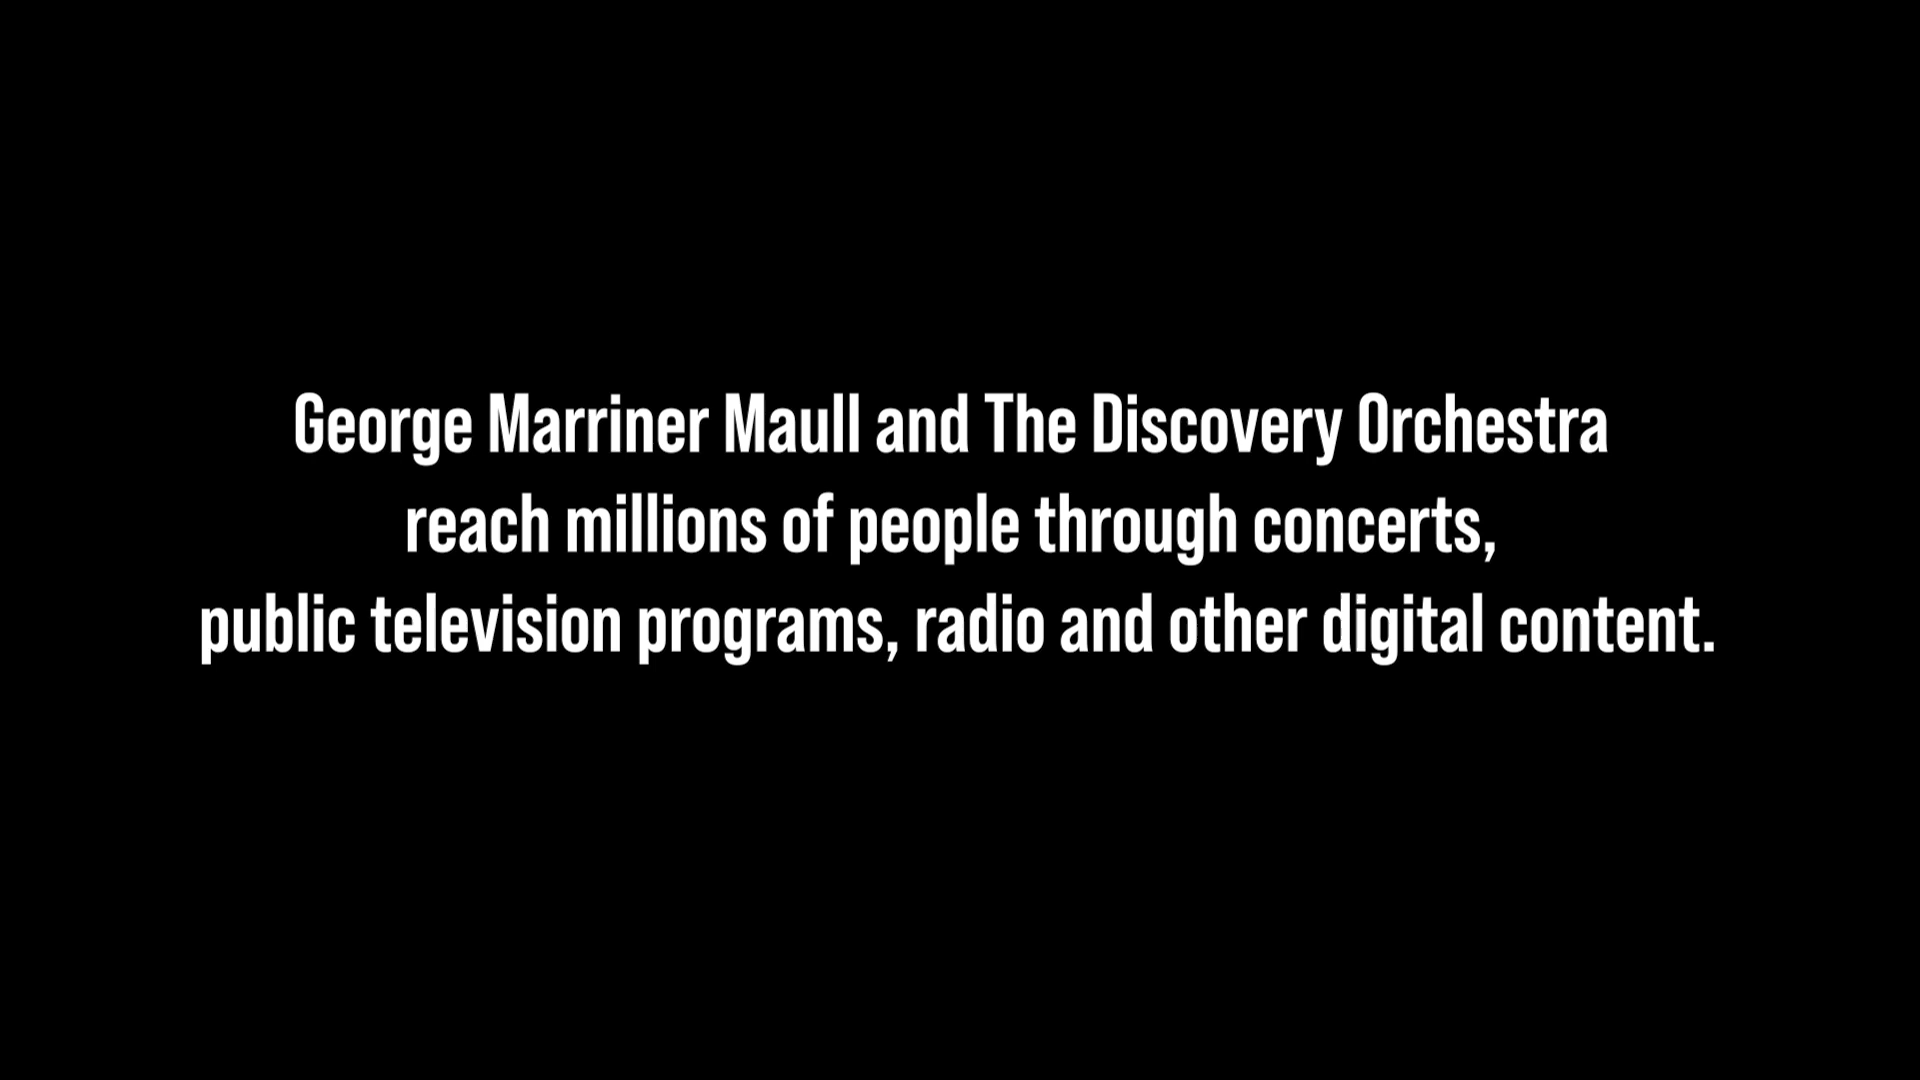 George Marriner Maull and The Discovery Orchestra
reach millions of people through concerts,
public television programs, radio and other digital content.